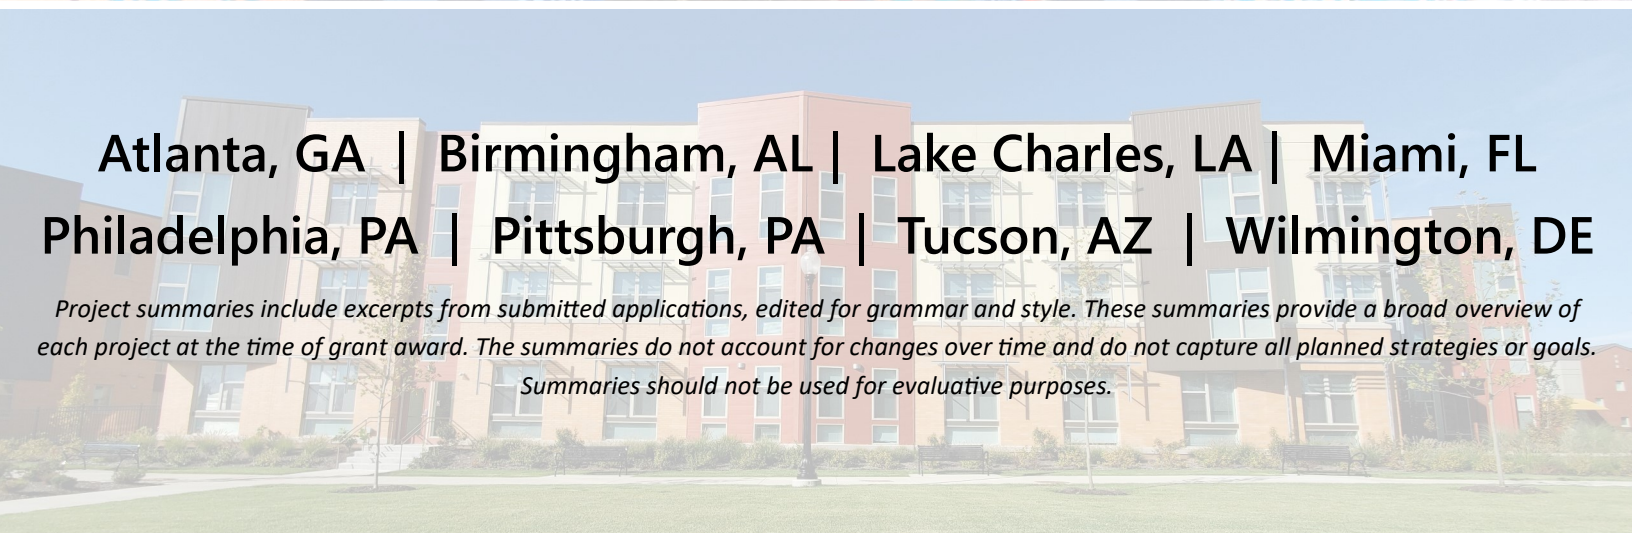 Atlanta, GA | Birmingham, AL | Lake Charles, LA | Miami, FL
Philadelphia, PA | Pittsburgh, PA | Tucson, AZ | Wilmington, DE
Project summaries include excerpts from submitted applications, edited for grammar and style. These summaries provide a broad overview of
each project at the time of grant award. The summaries do not account for changes over time and do not capture all planned strategies or goals.
Summaries should not be used for evaluative purposes.